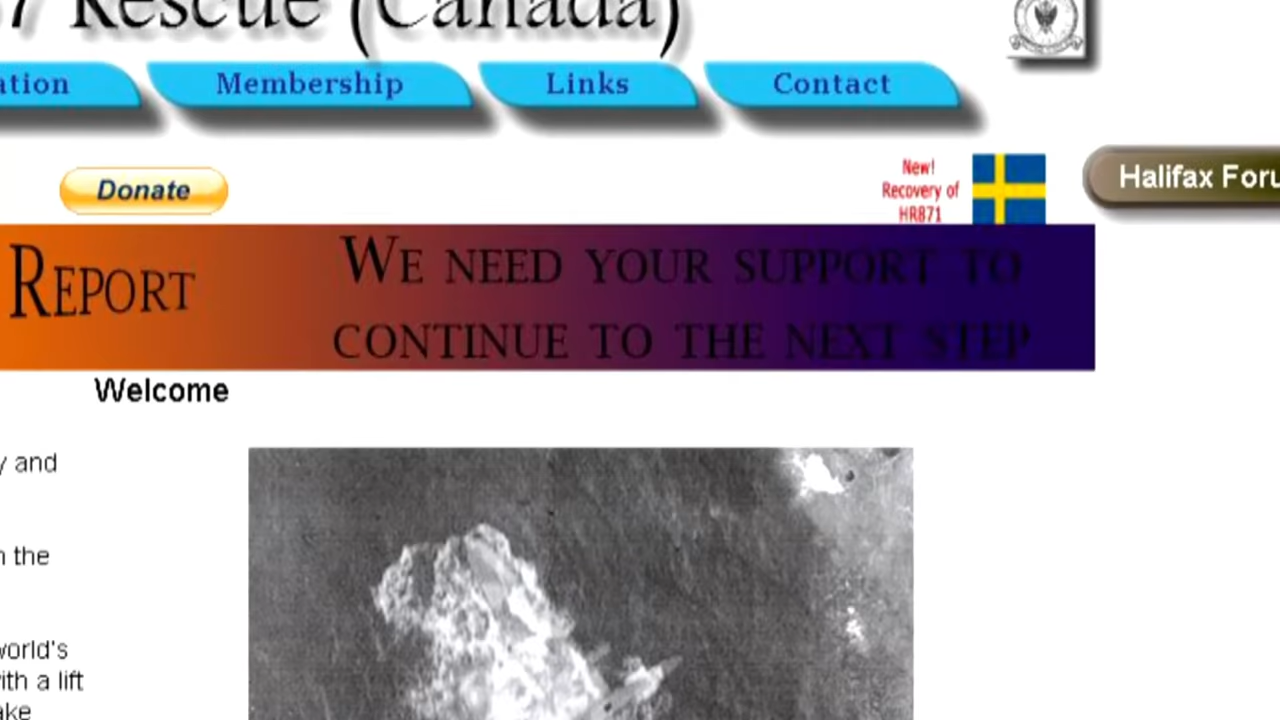 7 Rescue (Canada)
ation Membership Links Contact
Donate
New!
Recovery of
HR871
Halifax Foru
REPORT
WE NEED YOUR SUPPORT TO
CONTINUE TO THE NEXT STEP
Welcome
y and
n the
world's
ith a lift
ake